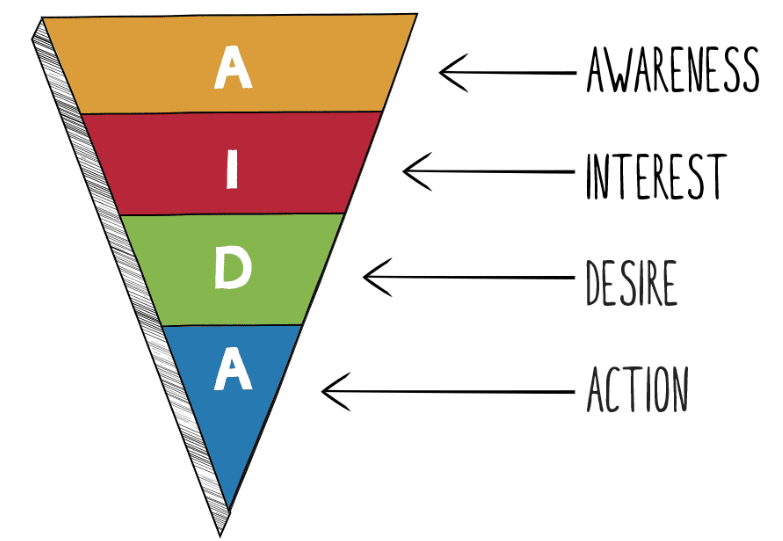 A
AWARENESS
I
INTEREST
D
DESIRE
A
ACTION